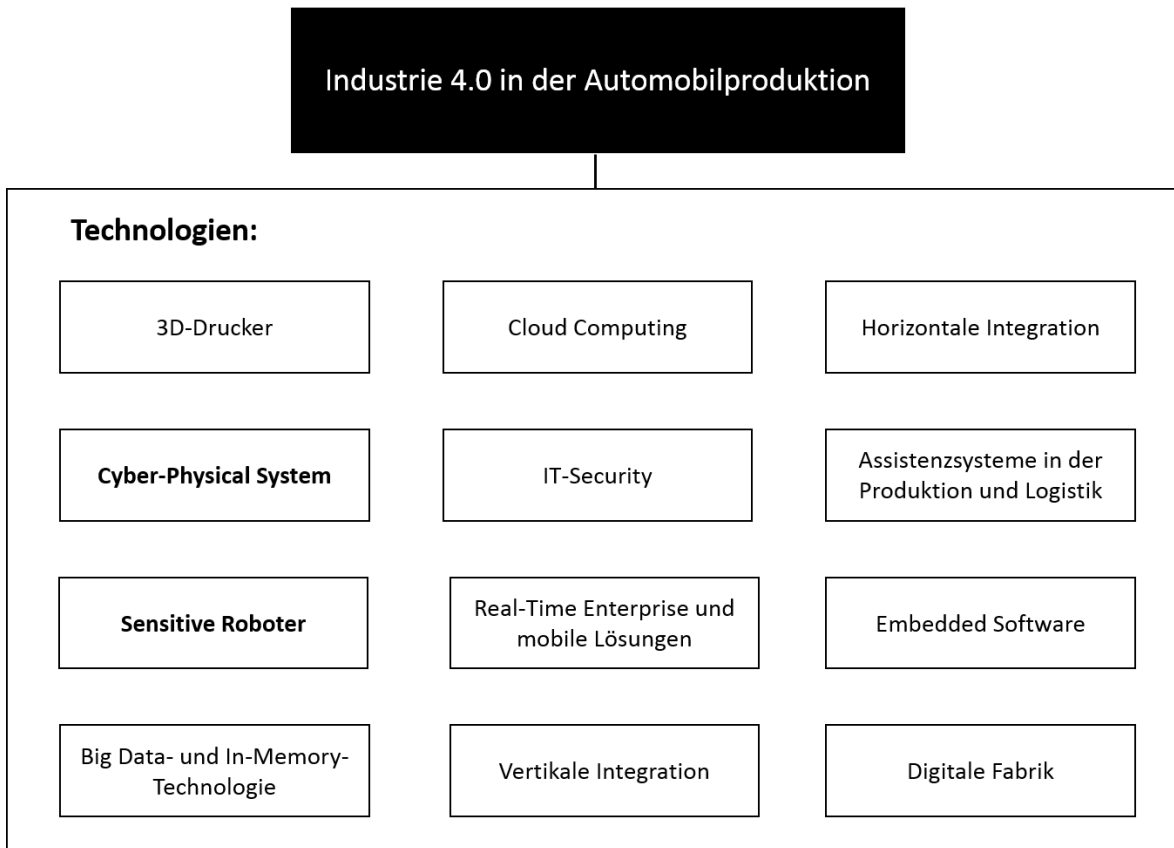 Industrie 4.0 in der Automobilproduktion
Technologien:
3D-Drucker
Cloud Computing
Horizontale Integration
Cyber-Physical System
IT-Security
Assistenzsysteme in der
Produktion und Logistik
Sensitive Roboter
Real-Time Enterprise und
mobile Lösungen
Embedded Software
Big Data- und In-Memory-
Technologie
Vertikale Integration
Digitale Fabrik